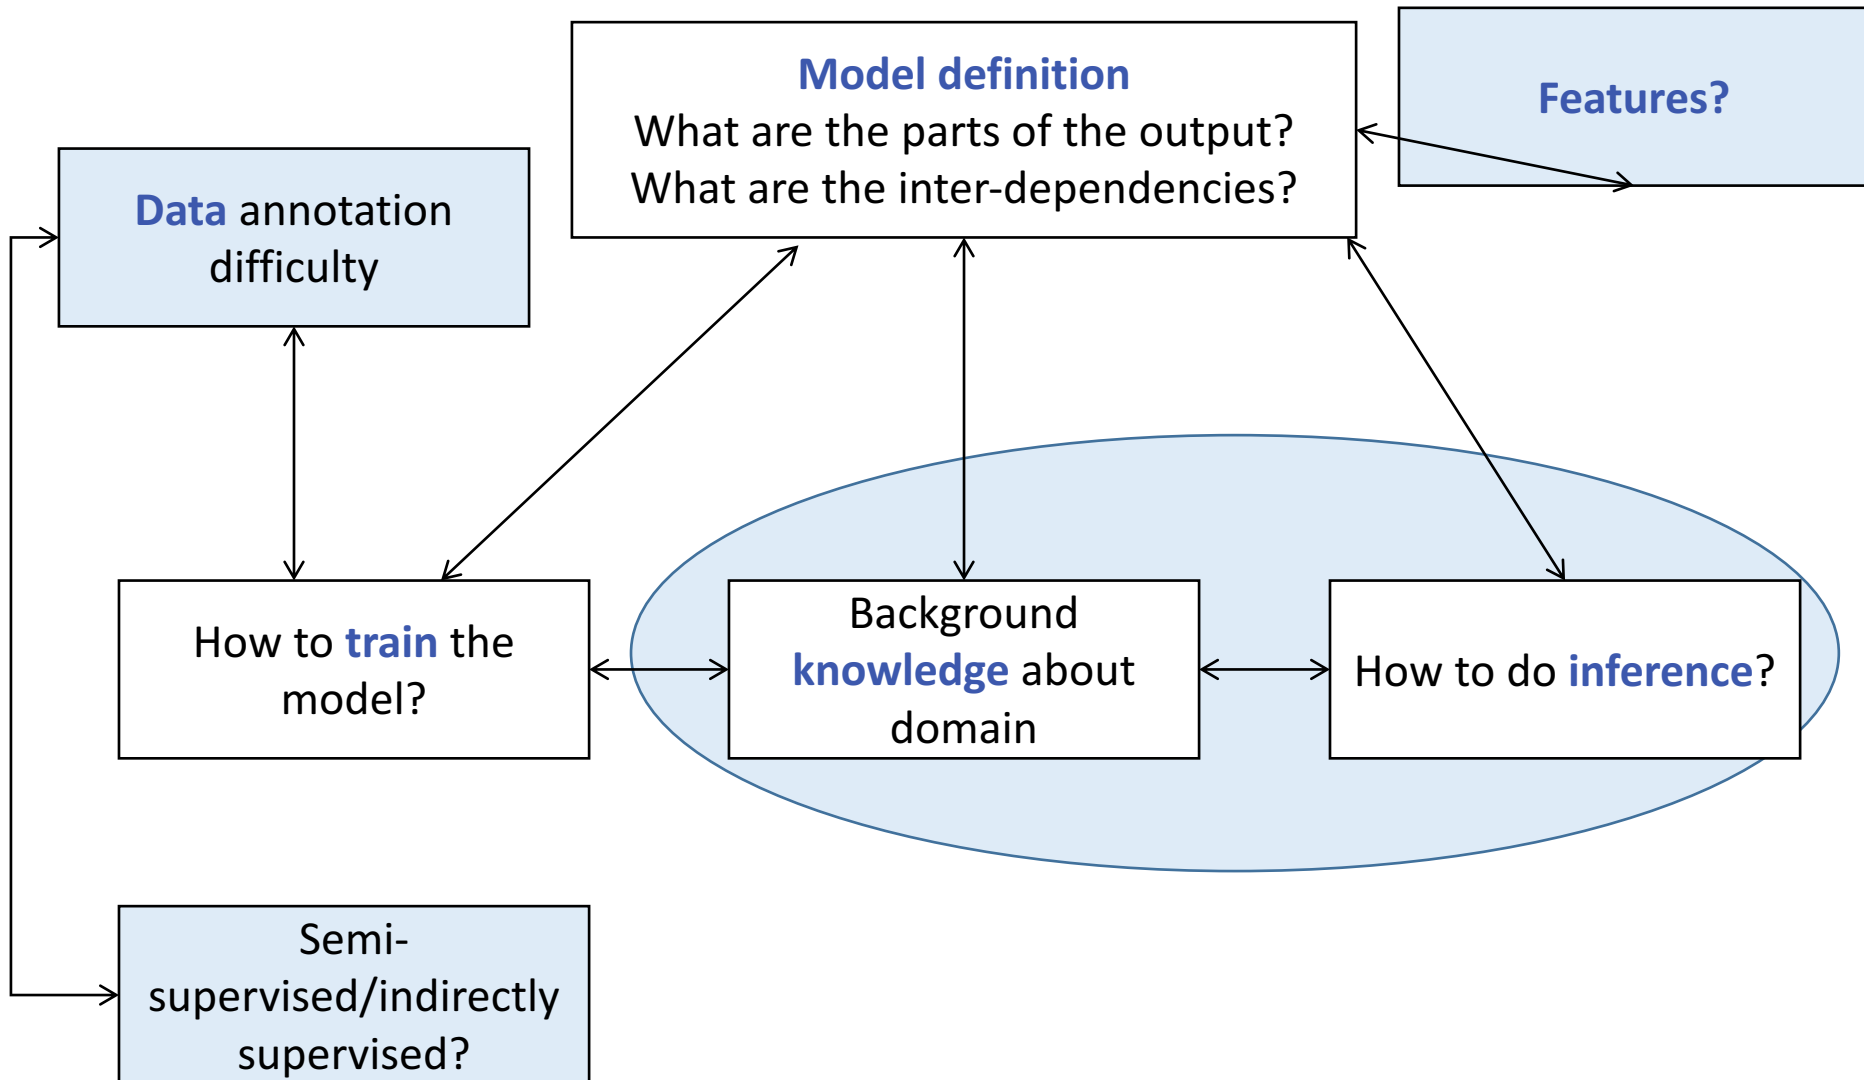 Model definition
What are the parts of the output?
What are the inter-dependencies?
Features?
Data annotation
difficulty
How to train the
model?
Background
knowledge about
domain
How to do inference?
Semi-
supervised/indirectly
supervised?